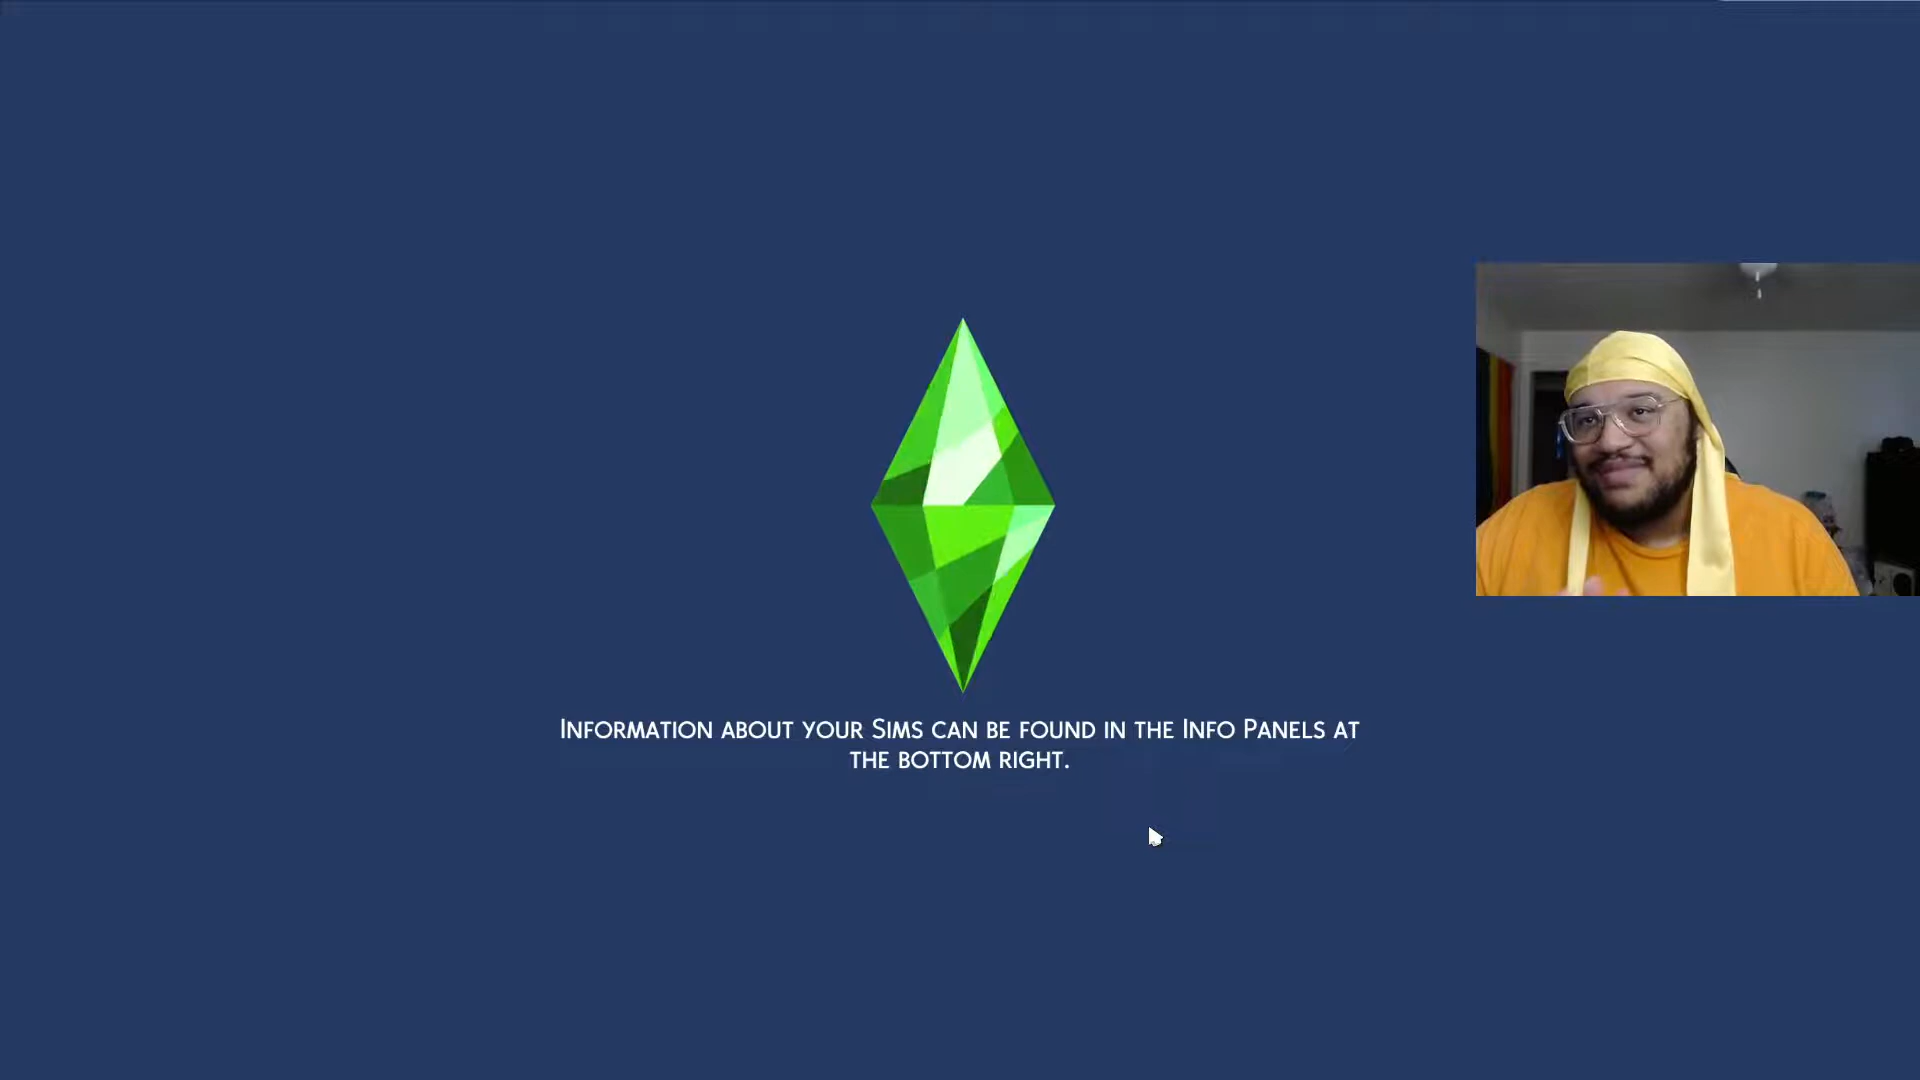 Information about your Sims can be found in the Info Panels at
the bottom right.